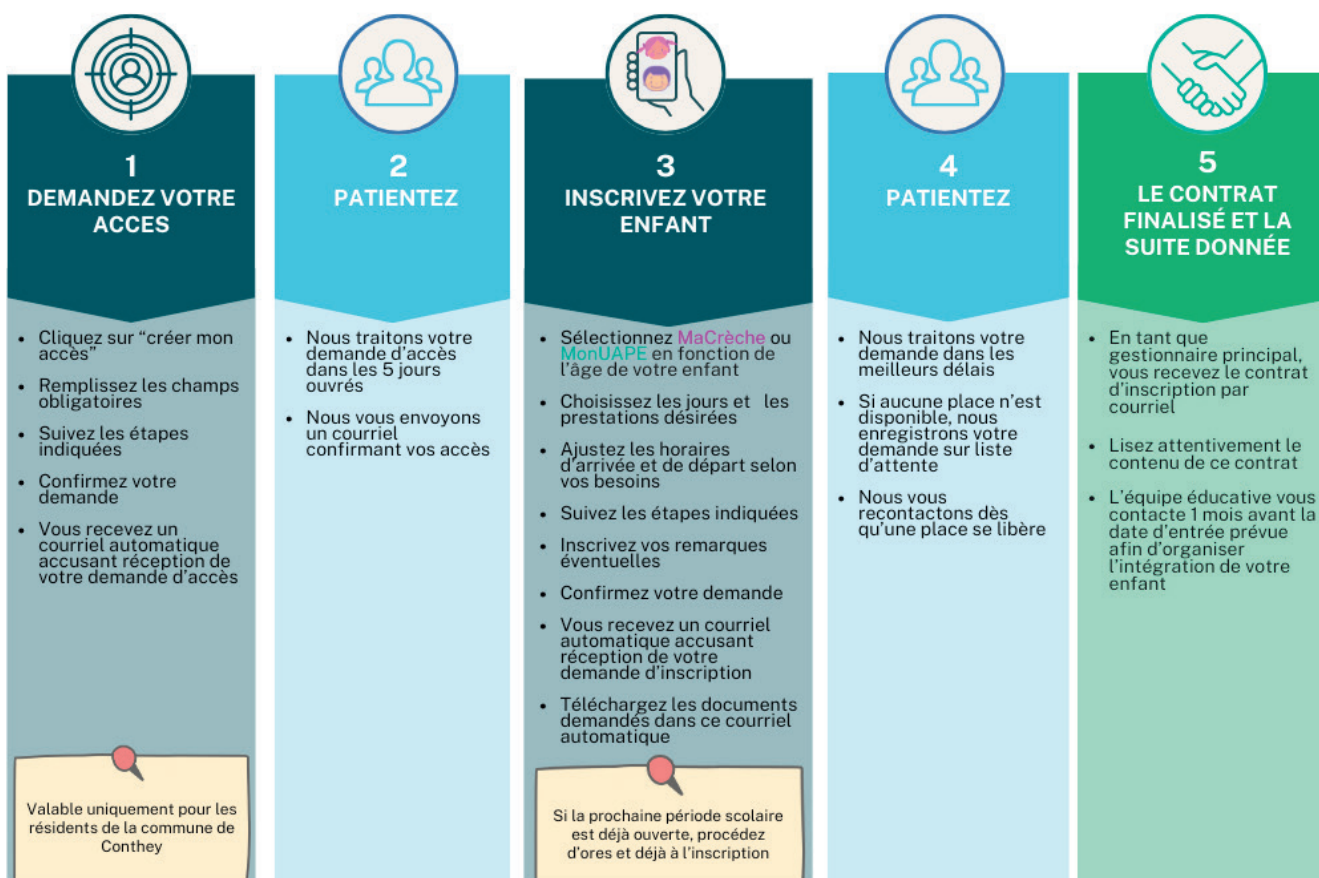 1
DEMANDEZ VOTRE
ACCES
• Cliquez sur “créer mon
accès”
• Remplissez les champs
obligatoires
• Suivez les étapes
indiquées
• Confirmez votre
demande
• Vous recevez un
courriel automatique
accusant réception de
votre demande d’accès
Valable uniquement pour les
résidents de la commune de
Conthey
2
PATIENTEZ
• Nous traitons votre
demande d’accès
dans les 5 jours
ouvrés
• Nous vous envoyons
un courriel
confirmant vos accès
3
INSCRIVEZ VOTRE
ENFANT
• Sélectionnez MaCrèche ou
MonUAPE en fonction de
l’âge de votre enfant
• Choisissez les jours et les
prestations désirées
• Ajustez les horaires
d’arrivée et de départ selon
vos besoins
• Suivez les étapes indiquées
• Inscrivez vos remarques
éventuelles
• Confirmez votre demande
• Vous recevez un courriel
automatique accusant
réception de votre
demande d’inscription
• Téléchargez les documents
demandés dans ce courriel
automatique
Si la prochaine période scolaire
est déjà ouverte, procédez
d’ores et déjà à l’inscription
4
PATIENTEZ
• Nous traitons votre
demande dans les
meilleurs délais
• Si aucune place n’est
disponible, nous
enregistrons votre
demande sur liste
d’attente
• Nous vous
recontactons dès
qu’une place se libère
5
LE CONTRAT
FINALISÉ ET LA
SUITE DONNÉE
• En tant que
gestionnaire principal,
vous recevez le contrat
d’inscription par
courriel
• Lisez attentivement le
contenu de ce contrat
• L’équipe éducative vous
contacte 1 mois avant la
date d’entrée prévue
afin d’organiser
l’intégration de votre
enfant